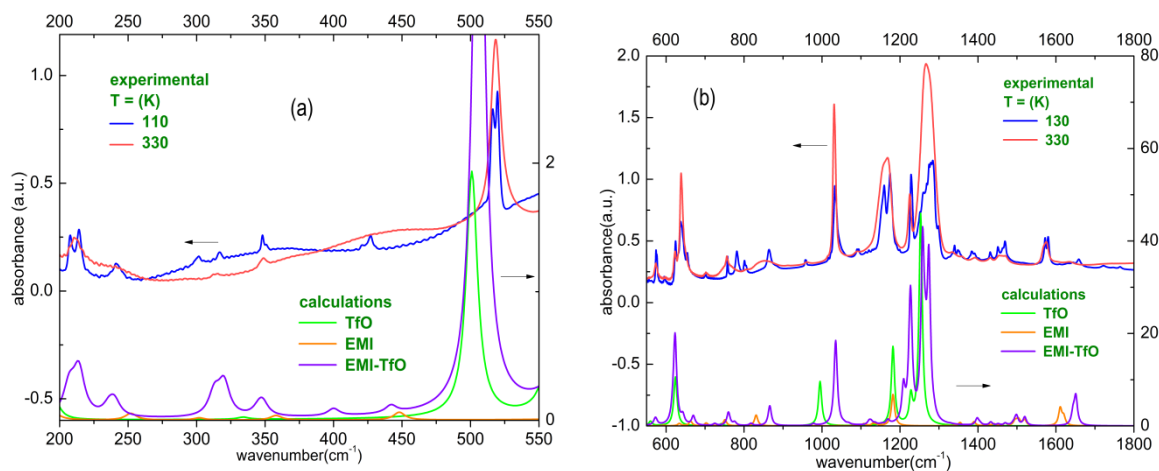 200 250 300 350 400 450 500 550
experimental
T = (K)
110
330
(a)
1.0
0.5
0.0
-0.5
absorbance (a.u.)
2
1
0
calculations
TfO
EMI
EMI-TfO
200 250 300 350 400 450 500 550
wavenumber(cm⁻¹)
600 800 1000 1200 1400 1600 1800
(b)
experimental
T = (K)
130
330
2.0
1.5
1.0
0.5
0.0
-0.5
-1.0
absorbance(a.u.)
80
60
40
20
0
calculations
TfO
EMI
EMI-TfO
600 800 1000 1200 1400 1600 1800
wavenumber(cm⁻¹)